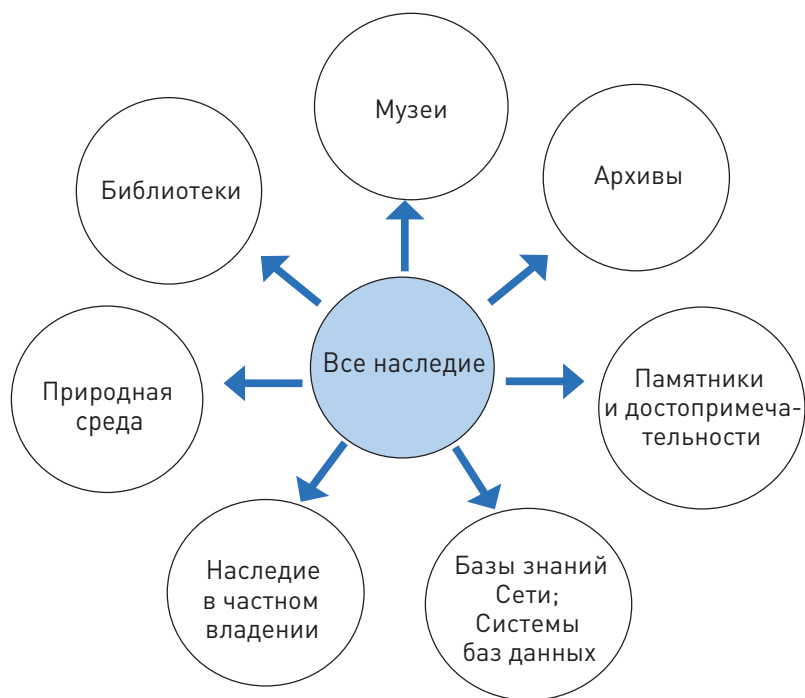 Музеи
Библиотеки
Архивы
Все наследие
Природная
среда
Памятники
и достопримеча-
тельности
Наследие
в частном
владении
Базы знаний
Сети;
Системы
баз данных